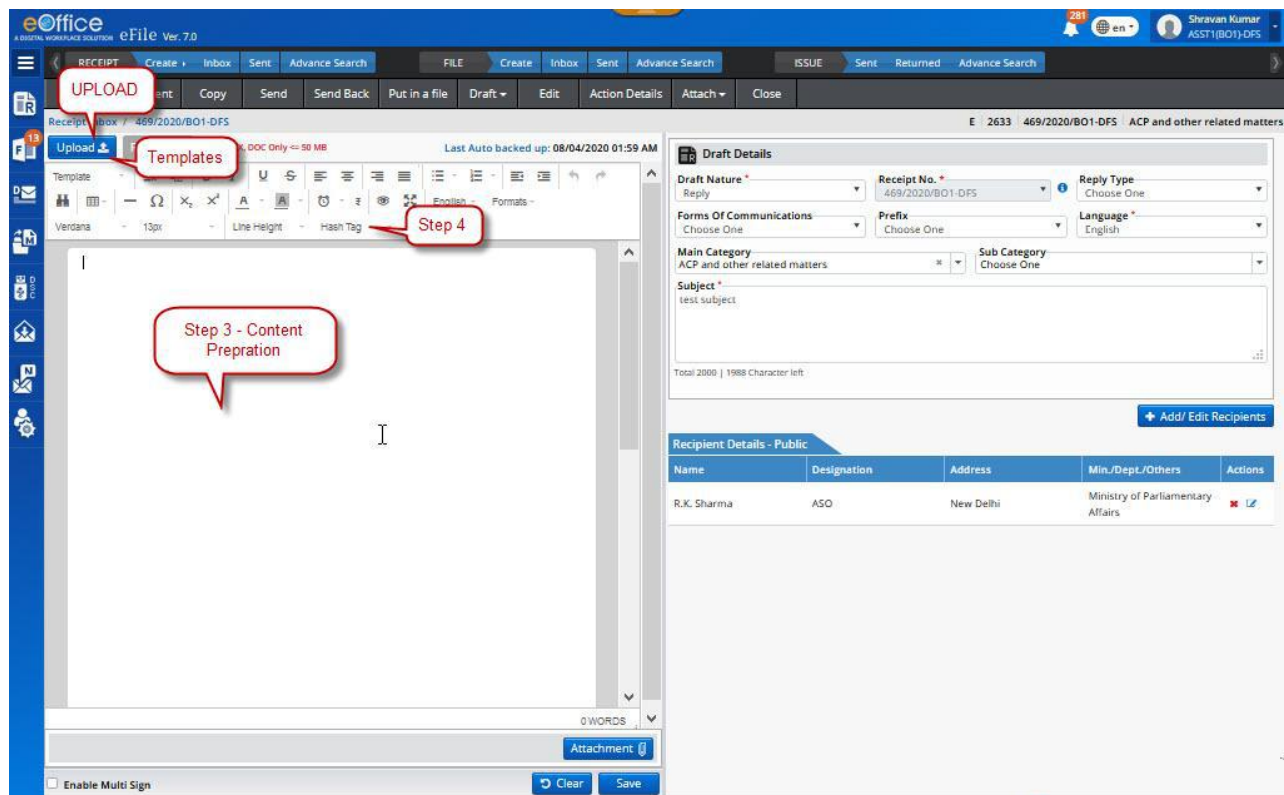 eOffice
A DIGITAL WORKPLACE SOLUTION
eFile Ver. 7.0
281
en
Shravan Kumar
ASST1(BO1)-DFS
RECEIPT Create Inbox Sent Advance Search FILE Create Inbox Sent Advance Search ISSUE Sent Returned Advance Search
UPLOAD
Copy Send Send Back Put in a file Draft Edit Action Details Attach Close
469/2020/BO1-DFS
E 2633 469/2020/BO1-DFS ACP and other related matters
13
Upload
Templates
DOC Only <= 50 MB
Last Auto backed up: 08/04/2020 01:59 AM
Template
English Formats
Verdana 13px Line Height Hash Tag
Step 4
Step 3 - Content
Prepration
0 WORDS
Attachment
Enable Multi Sign
Clear
Save
DSC
Draft Details
Draft Nature * Receipt No. * Reply Type
Reply 469/2020/BO1-DFS Choose One
Forms Of Communications Prefix Language *
Choose One Choose One English
Main Category Sub Category
ACP and other related matters Choose One
Subject *
test subject
Total 2000 | 1988 Character left
Add/ Edit Recipients
Recipient Details - Public
Name Designation Address Min./Dept./Others Actions
R.K. Sharma ASO New Delhi Ministry of Parliamentary
Affairs